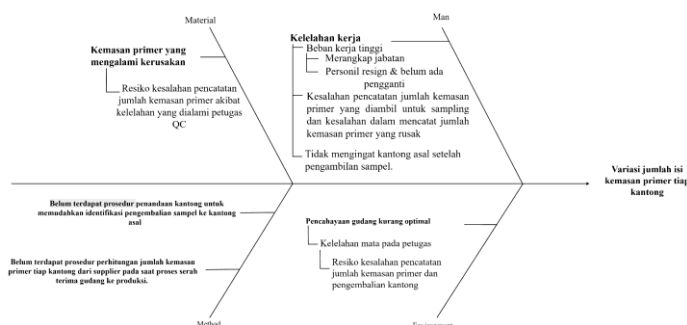 Material
Man
Kemasan primer yang
mengalami kerusakan
Resiko kesalahan pencatatan
jumlah kemasan primer akibat
kelelahan yang dialami petugas
QC
Kelelahan kerja
Beban kerja tinggi
Merangkap jabatan
Personil resign & belum ada
pengganti
Kesalahan pencatatan jumlah kemasan
primer yang diambil untuk sampling
dan kesalahan dalam mencatat jumlah
kemasan primer yang rusak
Tidak mengingat kantong asal setelah
pengambilan sampel.
Variasi jumlah isi
kemasan primer tiap
kantong
Belum terdapat prosedur penandaan kantong untuk
memudahkan identifikasi pengembalian sampel ke kantong
asal
Belum terdapat prosedur perhitungan jumlah kemasan
primer tiap kantong dari supplier pada saat proses serah
terima gudang ke produksi.
Pencahayaan gudang kurang optimal
Kelelahan mata pada petugas
Resiko kesalahan pencatatan
jumlah kemasan primer dan
pengembalian kantong
Method
Environment